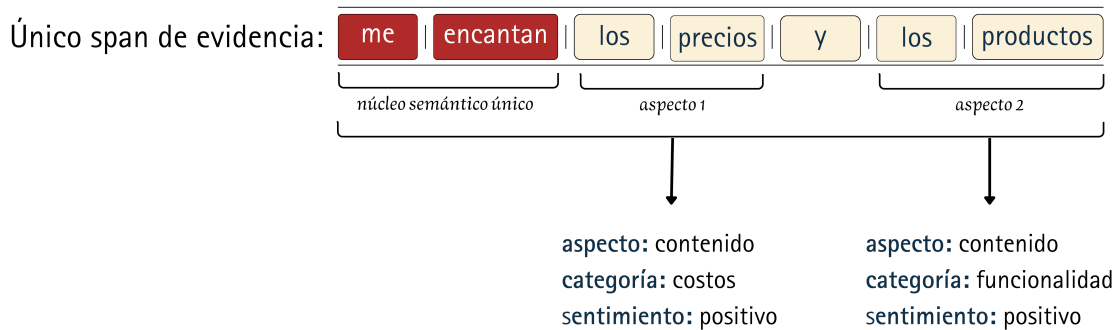 Único span de evidencia: me | encantan | los | precios | y | los | productos
núcleo semántico único aspecto 1 aspecto 2
aspecto: contenido aspecto: contenido
categoría: costos categoría: funcionalidad
sentimiento: positivo sentimiento: positivo